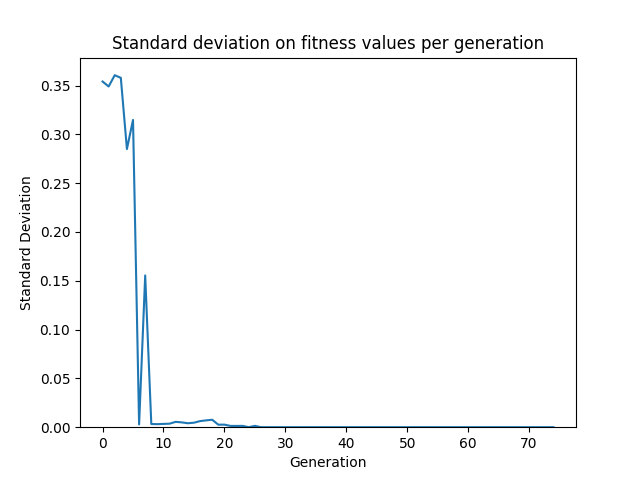 Standard deviation on fitness values per generation
0.35
0.30
0.25
0.20
0.15
0.10
0.05
0.00
Standard Deviation
0 10 20 30 40 50 60 70
Generation